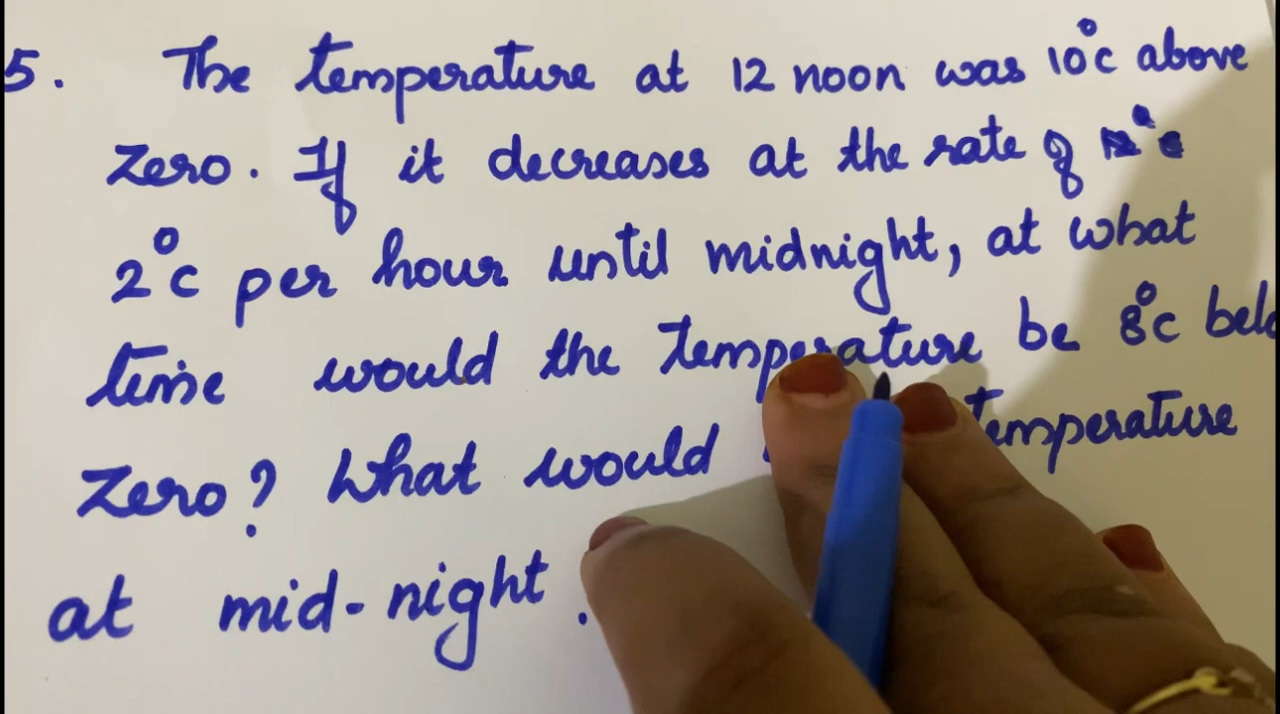 5. The temperature at 12 noon was 10°c above
Zero. If it decreases at the rate of
2°c per hour until midnight, at what
time would the temperature be 8°c
Zero? What would temperature
at mid-night.